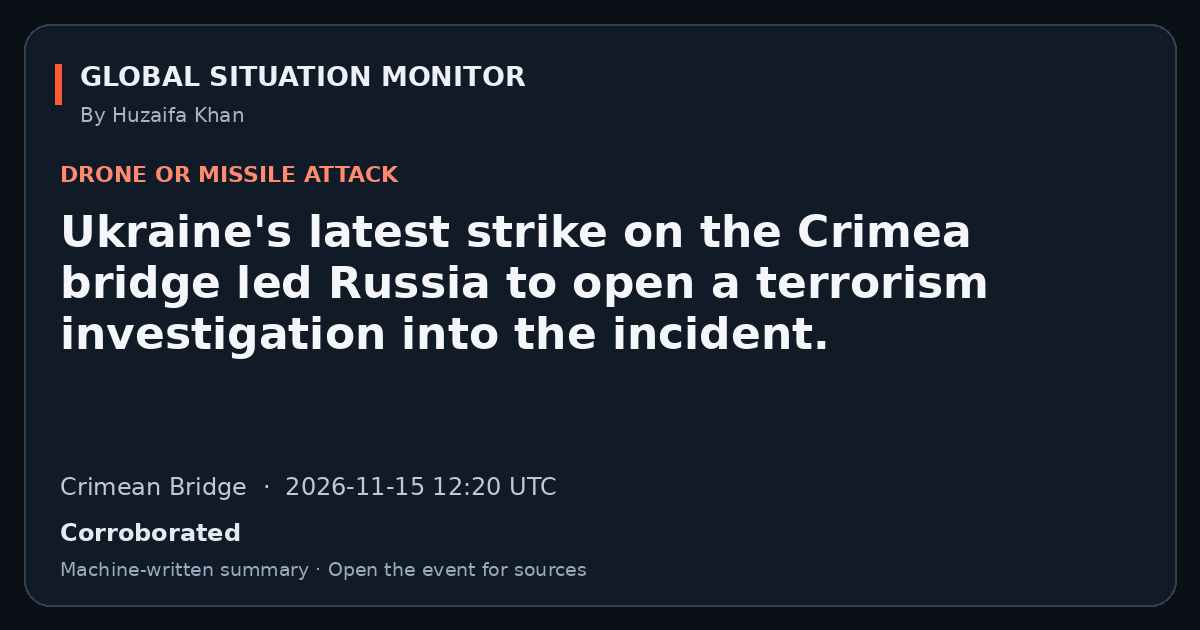 GLOBAL SITUATION MONITOR
By Huzaifa Khan
DRONE OR MISSILE ATTACK
Ukraine's latest strike on the Crimea
bridge led Russia to open a terrorism
investigation into the incident.
Crimean Bridge · 2026-11-15 12:20 UTC
Corroborated
Machine-written summary · Open the event for sources